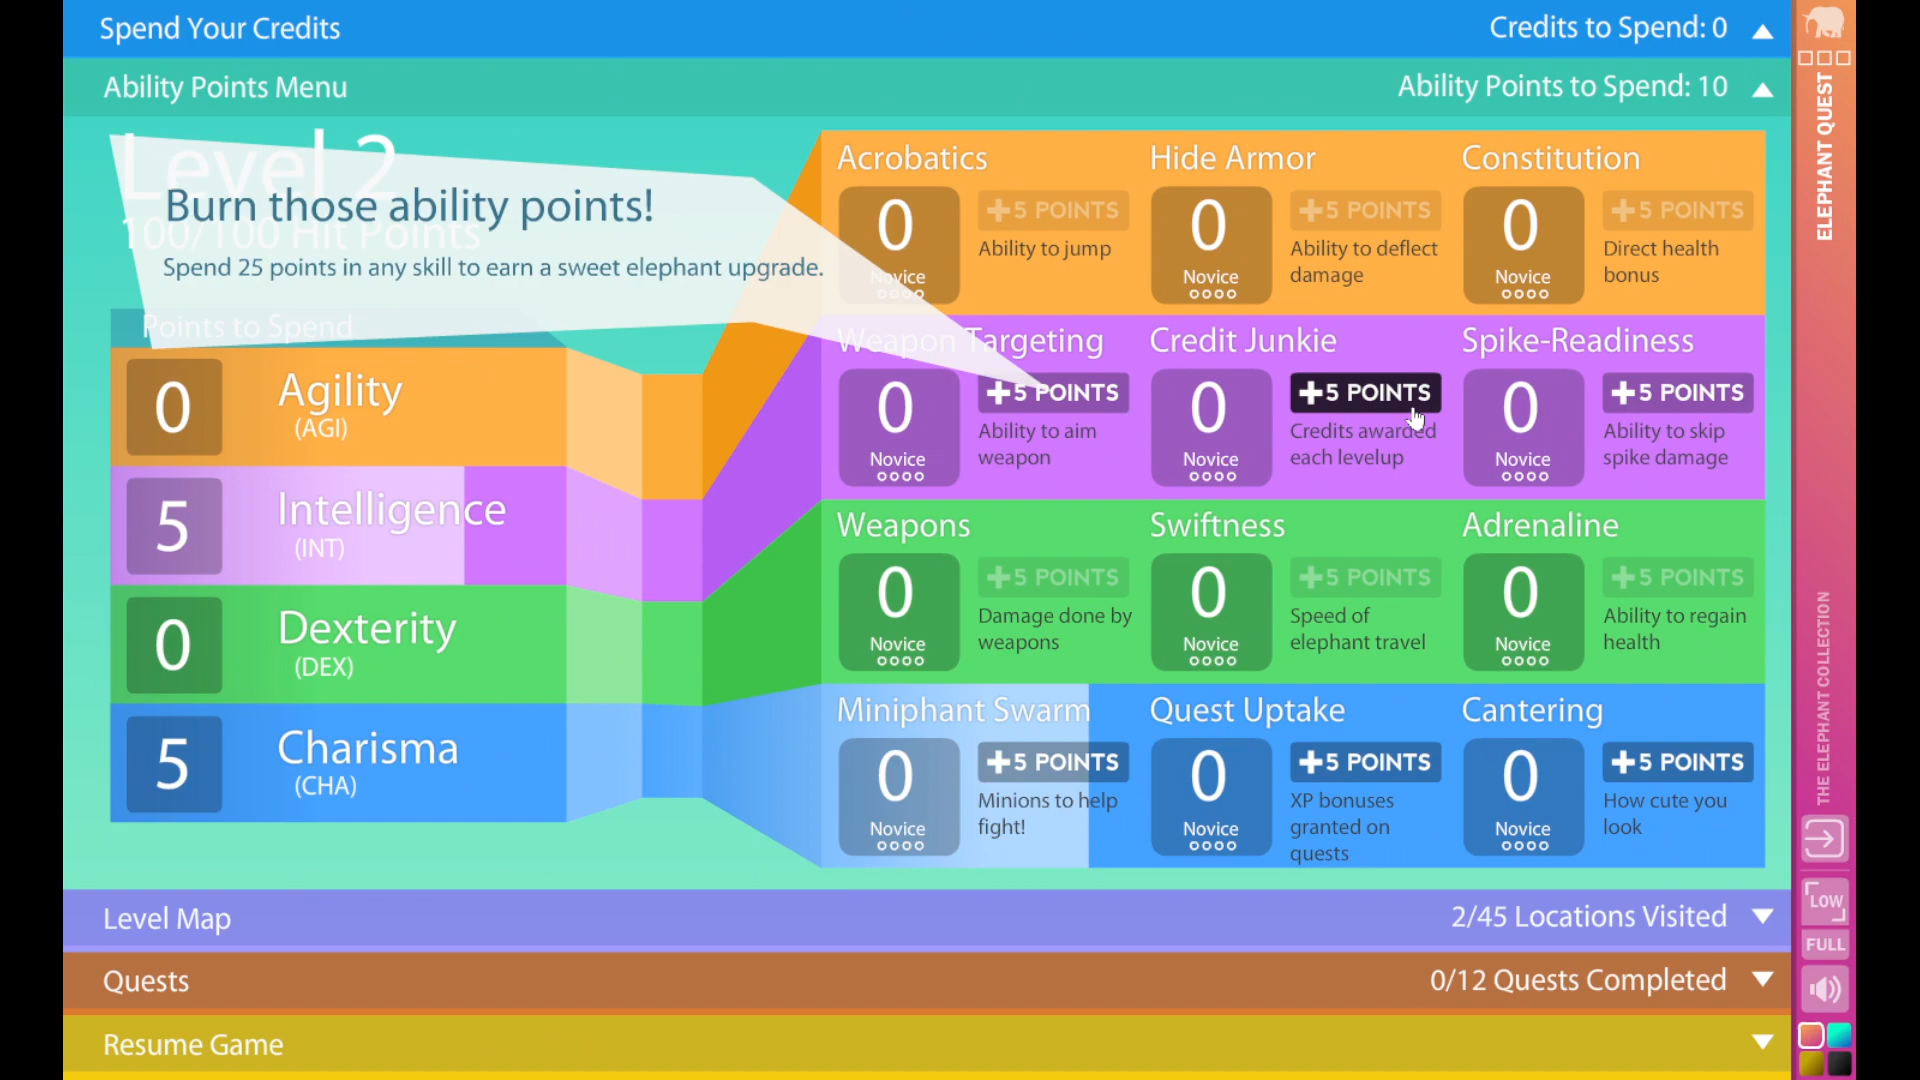 Spend Your Credits
Credits to Spend: 0
Ability Points Menu
Ability Points to Spend: 10
Level 2
100/100 Hit Points
Burn those ability points!
Spend 25 points in any skill to earn a sweet elephant upgrade.
Points to Spend
0
Agility
(AGI)
5
Intelligence
(INT)
0
Dexterity
(DEX)
5
Charisma
(CHA)
Acrobatics
0
Novice
+5 POINTS
Ability to jump
Hide Armor
0
Novice
+5 POINTS
Ability to deflect
damage
Constitution
0
Novice
+5 POINTS
Direct health
bonus
Weapon Targeting
0
Novice
+5 POINTS
Ability to aim
weapon
Credit Junkie
0
Novice
+5 POINTS
Credits awarded
each levelup
Spike-Readiness
0
Novice
+5 POINTS
Ability to skip
spike damage
Weapons
0
Novice
+5 POINTS
Damage done by
weapons
Swiftness
0
Novice
+5 POINTS
Speed of
elephant travel
Adrenaline
0
Novice
+5 POINTS
Ability to regain
health
Miniphant Swarm
0
Novice
+5 POINTS
Minions to help
fight!
Quest Uptake
0
Novice
+5 POINTS
XP bonuses
granted on
quests
Cantering
0
Novice
+5 POINTS
How cute you
look
Level Map
2/45 Locations Visited
Quests
0/12 Quests Completed
Resume Game
ELEPHANT QUEST
THE ELEPHANT COLLECTION
LOW
FULL